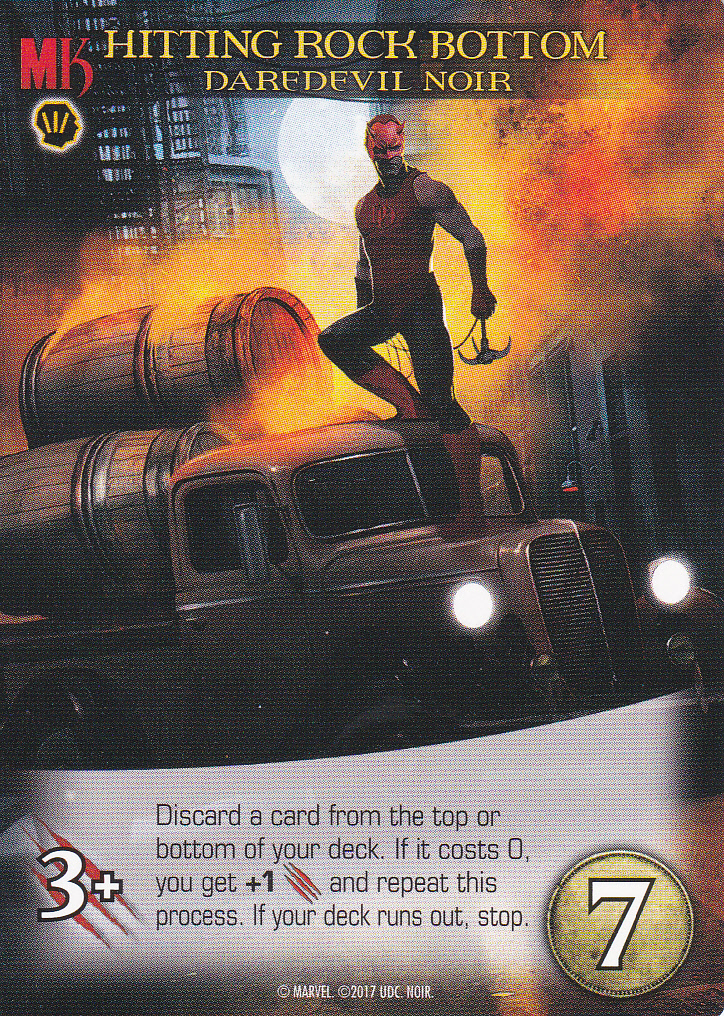 MK HITTING ROCK BOTTOM
DAREDEVIL NOIR
DD
Discard a card from the top or
bottom of your deck. If it costs 0,
you get +1 and repeat this
process. If your deck runs out, stop.
3+
7
© MARVEL. ©2017 UDC. NOIR.